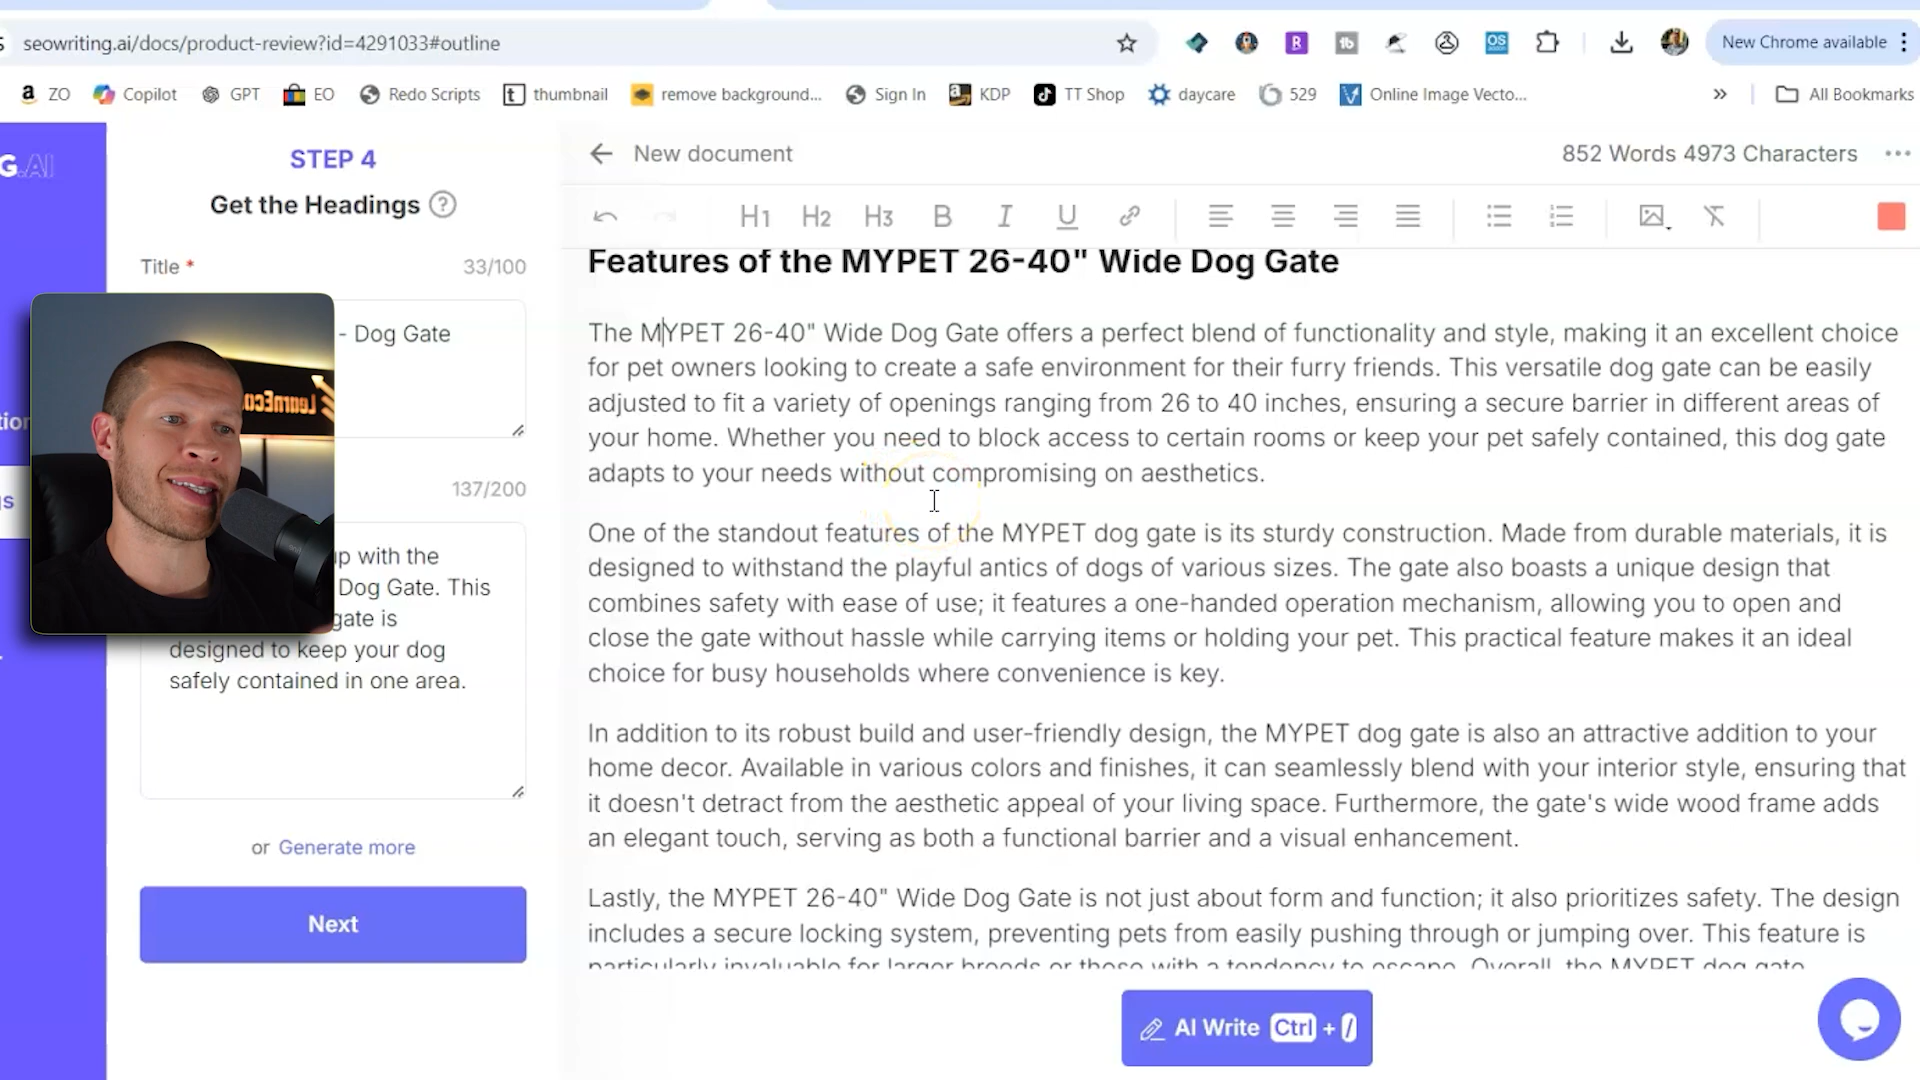 seowriting.ai/docs/product-review?id=4291033#outline
New Chrome available
ZO
Copilot
GPT
EO
Redo Scripts
thumbnail
remove background...
Sign In
KDP
TT Shop
daycare
529
Online Image Vecto...
All Bookmarks
G.AI
STEP 4
Get the Headings
Title *
33/100
- Dog Gate
137/200
p with the
Dog Gate. This
gate is
designed to keep your dog
safely contained in one area.
or Generate more
Next
New document
852 Words 4973 Characters
H1 H2 H3 B I U
Features of the MYPET 26-40" Wide Dog Gate
The MYPET 26-40" Wide Dog Gate offers a perfect blend of functionality and style, making it an excellent choice
for pet owners looking to create a safe environment for their furry friends. This versatile dog gate can be easily
adjusted to fit a variety of openings ranging from 26 to 40 inches, ensuring a secure barrier in different areas of
your home. Whether you need to block access to certain rooms or keep your pet safely contained, this dog gate
adapts to your needs without compromising on aesthetics.
One of the standout features of the MYPET dog gate is its sturdy construction. Made from durable materials, it is
designed to withstand the playful antics of dogs of various sizes. The gate also boasts a unique design that
combines safety with ease of use; it features a one-handed operation mechanism, allowing you to open and
close the gate without hassle while carrying items or holding your pet. This practical feature makes it an ideal
choice for busy households where convenience is key.
In addition to its robust build and user-friendly design, the MYPET dog gate is also an attractive addition to your
home decor. Available in various colors and finishes, it can seamlessly blend with your interior style, ensuring that
it doesn't detract from the aesthetic appeal of your living space. Furthermore, the gate's wide wood frame adds
an elegant touch, serving as both a functional barrier and a visual enhancement.
Lastly, the MYPET 26-40" Wide Dog Gate is not just about form and function; it also prioritizes safety. The design
includes a secure locking system, preventing pets from easily pushing through or jumping over. This feature is
particularly invaluable for larger breeds or those with a tendency to escape. Overall, the MYPET dog gate
AI Write Ctrl + /